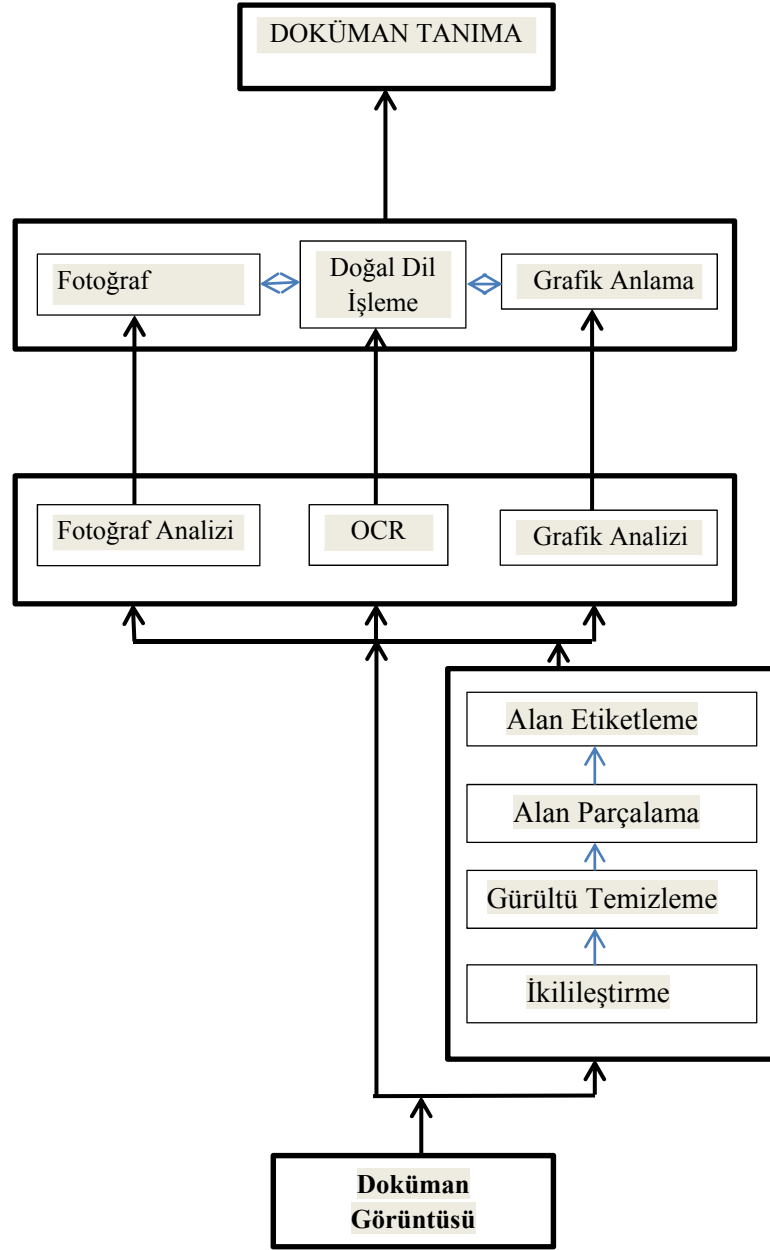 DOKÜMAN TANIMA
Fotoğraf
Doğal Dil
İşleme
Grafik Anlama
Fotoğraf Analizi
OCR
Grafik Analizi
Alan Etiketleme
Alan Parçalama
Gürültü Temizleme
İkilileştirme
Doküman
Görüntüsü